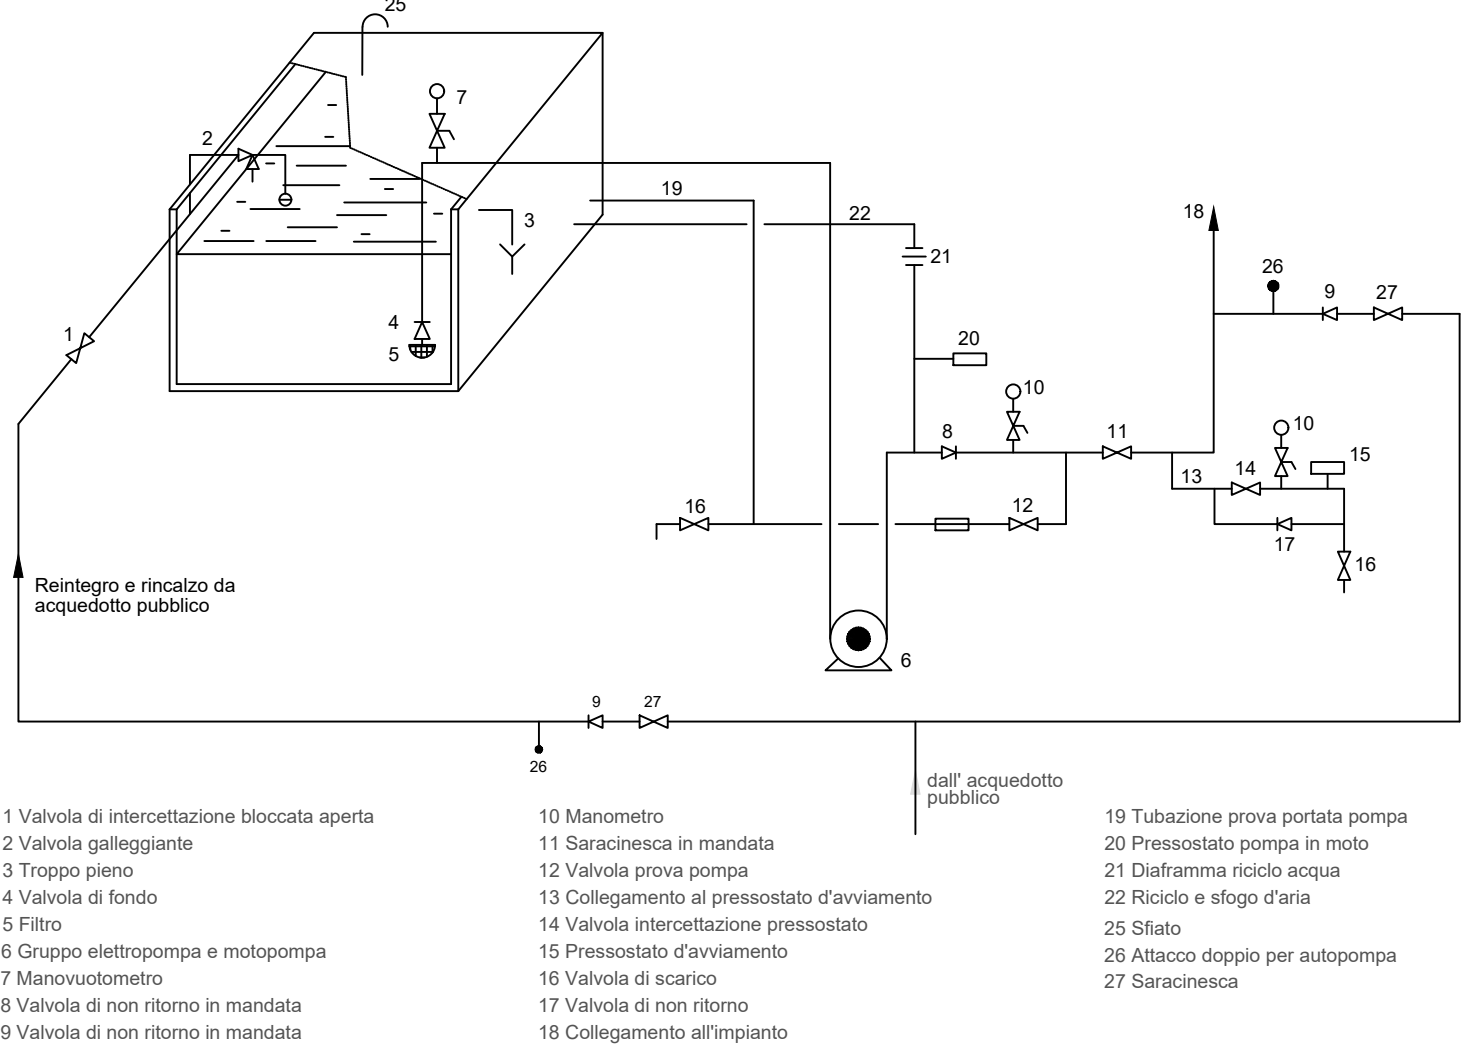 25
7
2
19
3
22
18
21
26
9
27
4
1
5
20
10
8
11
10
15
13
14
16
12
17
16
Reintegro e rincalzo da
acquedotto pubblico
6
9
27
26
dall' acquedotto
pubblico
1 Valvola di intercettazione bloccata aperta
2 Valvola galleggiante
3 Troppo pieno
4 Valvola di fondo
5 Filtro
6 Gruppo elettropompa e motopompa
7 Manovuotometro
8 Valvola di non ritorno in mandata
9 Valvola di non ritorno in mandata
10 Manometro
11 Saracinesca in mandata
12 Valvola prova pompa
13 Collegamento al pressostato d'avviamento
14 Valvola intercettazione pressostato
15 Pressostato d'avviamento
16 Valvola di scarico
17 Valvola di non ritorno
18 Collegamento all'impianto
19 Tubazione prova portata pompa
20 Pressostato pompa in moto
21 Diaframma riciclo acqua
22 Riciclo e sfogo d'aria
25 Sfiato
26 Attacco doppio per autopompa
27 Saracinesca